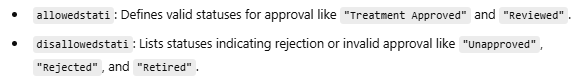 • allowedstati: Defines valid statuses for approval like "Treatment Approved" and "Reviewed".
• disallowedstati: Lists statuses indicating rejection or invalid approval like "Unapproved",
"Rejected", and "Retired".